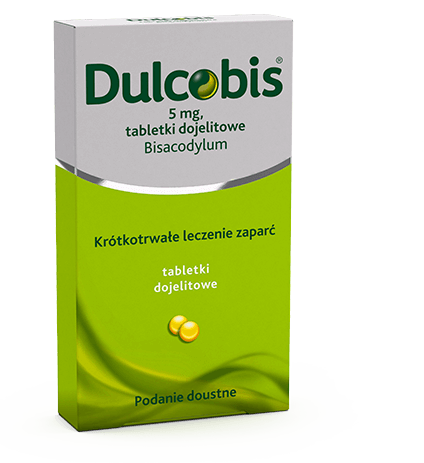 Dulcobis®
5 mg,
tabletki dojelitowe
Bisacodylum
Krótkotrwałe leczenie zaparć
tabletki
dojelitowe
Podanie doustne